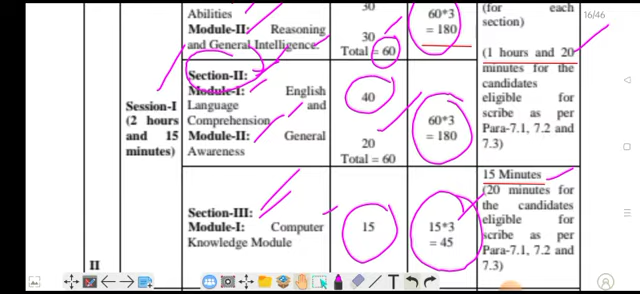 Abilities
Module-II: Reasoning
and General Intelligence.
30
30
Total = 60
60*3
= 180
(for each
section)
(1 hours and 20
minutes for the
candidates
eligible for
scribe as per
Para-7.1, 7.2 and
7.3)
16/46
Session-I
(2 hours
and 15
minutes)
Section-II:
Module-I: English
Language and
Comprehension
Module-II: General
Awareness
40
20
Total = 60
60*3
= 180
Section-III:
Module-I: Computer
Knowledge Module
15
15*3
= 45
15 Minutes
(20 minutes for
the candidates
eligible for
scribe as per
Para-7.1, 7.2 and
7.3)
II
T